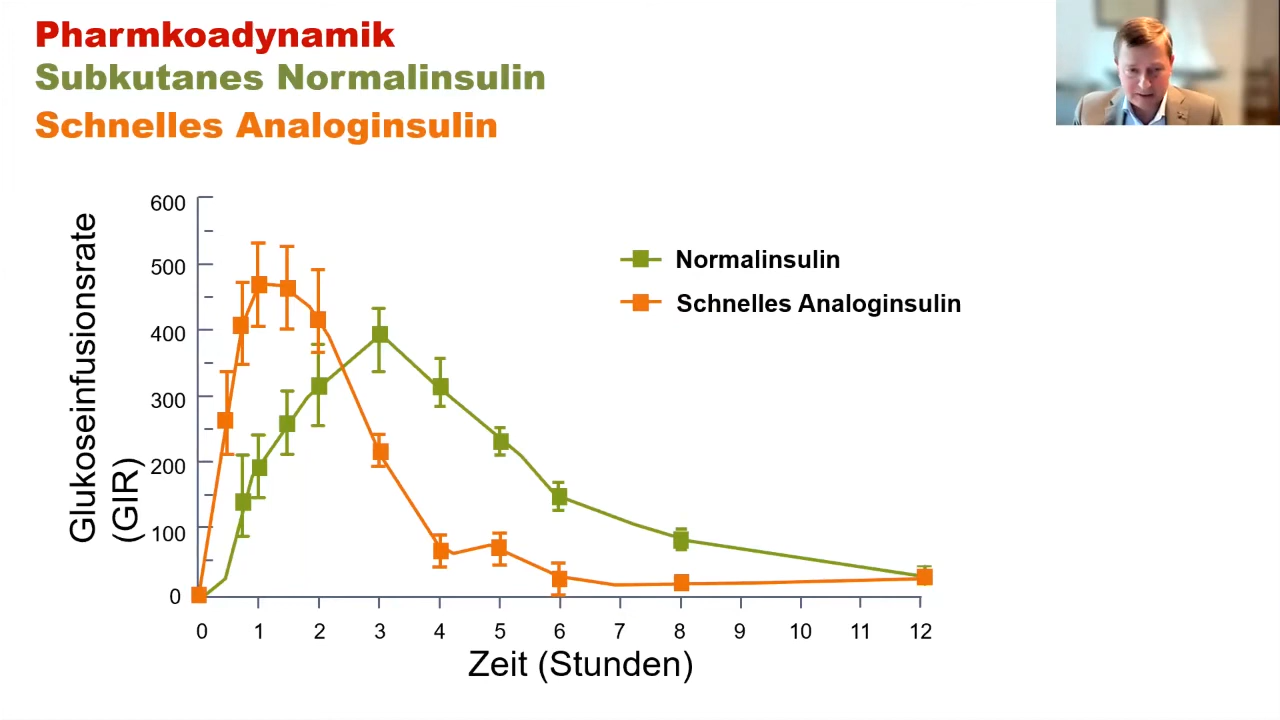 Pharmkoadynamik
Subkutanes Normalinsulin
Schnelles Analoginsulin
Glukoseinfusionsrate
(GIR)
600
500
400
300
200
100
0
Normalinsulin
Schnelles Analoginsulin
0 1 2 3 4 5 6 7 8 9 10 11 12
Zeit (Stunden)